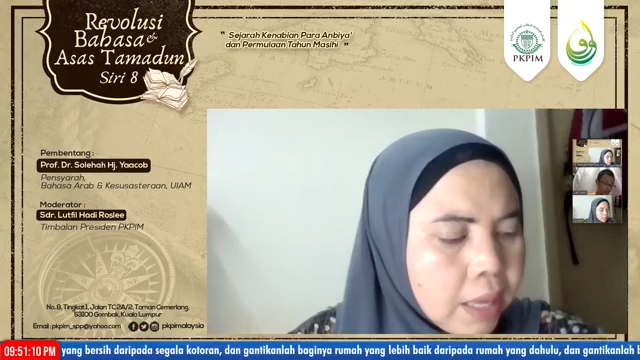 Revolusi
Bahasa &
Asas Tamadun
Siri 8
" Sejarah Kenabian Para Anbiya'
dan Permulaan Tahun Masihi "
PKPIM
Pembentang :
Prof. Dr. Solehah Hj. Yaacob
Pensyarah,
Bahasa Arab & Kesusasteraan, UIAM
Moderator :
Sdr. Lutfil Hadi Roslee
Timbalan Presiden PKPIM
No. 8, Tingkat 1, Jalan TC2A/2, Taman Cemerlang,
53100 Gombak, Kuala Lumpur
Email : pkpim_spp@yahoo.com pkpimalaysia
09:51:10 PM yang bersih daripada segala kotoran, dan gantikanlah baginya rumah yang lebih baik daripada rumah yang dahulu, dan gantikanlah